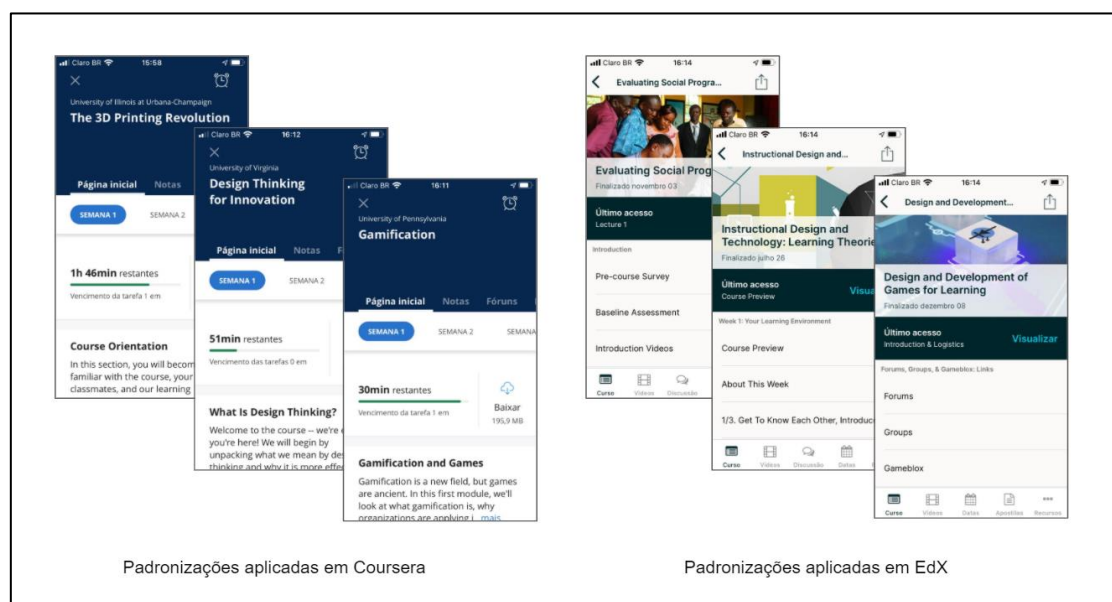 Claro BR
15:58
University of Illinois at Urbana-Champaign
The 3D Printing Revolution
Página inicial Notas
SEMANA 1 SEMANA 2
1h 46min restantes
Vencimento da tarefa 1 em
Course Orientation
In this section, you will becom
familiar with the course, your
classmates, and our learning
Claro BR
16:12
University of Virginia
Design Thinking
for Innovation
Página inicial Notas
SEMANA 1 SEMANA 2
51min restantes
Vencimento das tarefas 0 em
What Is Design Thinking?
Welcome to the course -- we're
you're here! We will begin by
unpacking what we mean by des
thinking and why it is more effe
Claro BR
16:11
University of Pennsylvania
Gamification
Página inicial Notas Fóruns
SEMANA 1 SEMANA 2 SEMANA
30min restantes
Vencimento da tarefa 1 em
Baixar
195,9 MB
Gamification and Games
Gamification is a new field, but games
are ancient. In this first module, we'll
look at what gamification is, why
organizations are applying i mais
Padronizações aplicadas em Coursera
Claro BR
16:14
Evaluating Social Progra...
Evaluating Social Prog
Finalizado novembro 03
Último acesso
Lecture 1
Introduction
Pre-course Survey
Baseline Assessment
Introduction Videos
Curso Vídeos Discussão
Claro BR
16:14
Instructional Design and...
Instructional Design and
Technology: Learning Theorie
Finalizado julho 26
Último acesso
Course Preview
Visua
Week 1: Your Learning Environment
Course Preview
About This Week
1/3. Get To Know Each Other, Introduc
Curso Vídeos Discussão Datas
Claro BR
16:14
Design and Development...
Design and Development of
Games for Learning
Finalizado dezembro 09
Último acesso
Introduction & Logistics
Visualizar
Forums, Groups, & Gameblox: Links
Forums
Groups
Gameblox
Curso Vídeos Datas Apostilas Recursos
Padronizações aplicadas em EdX